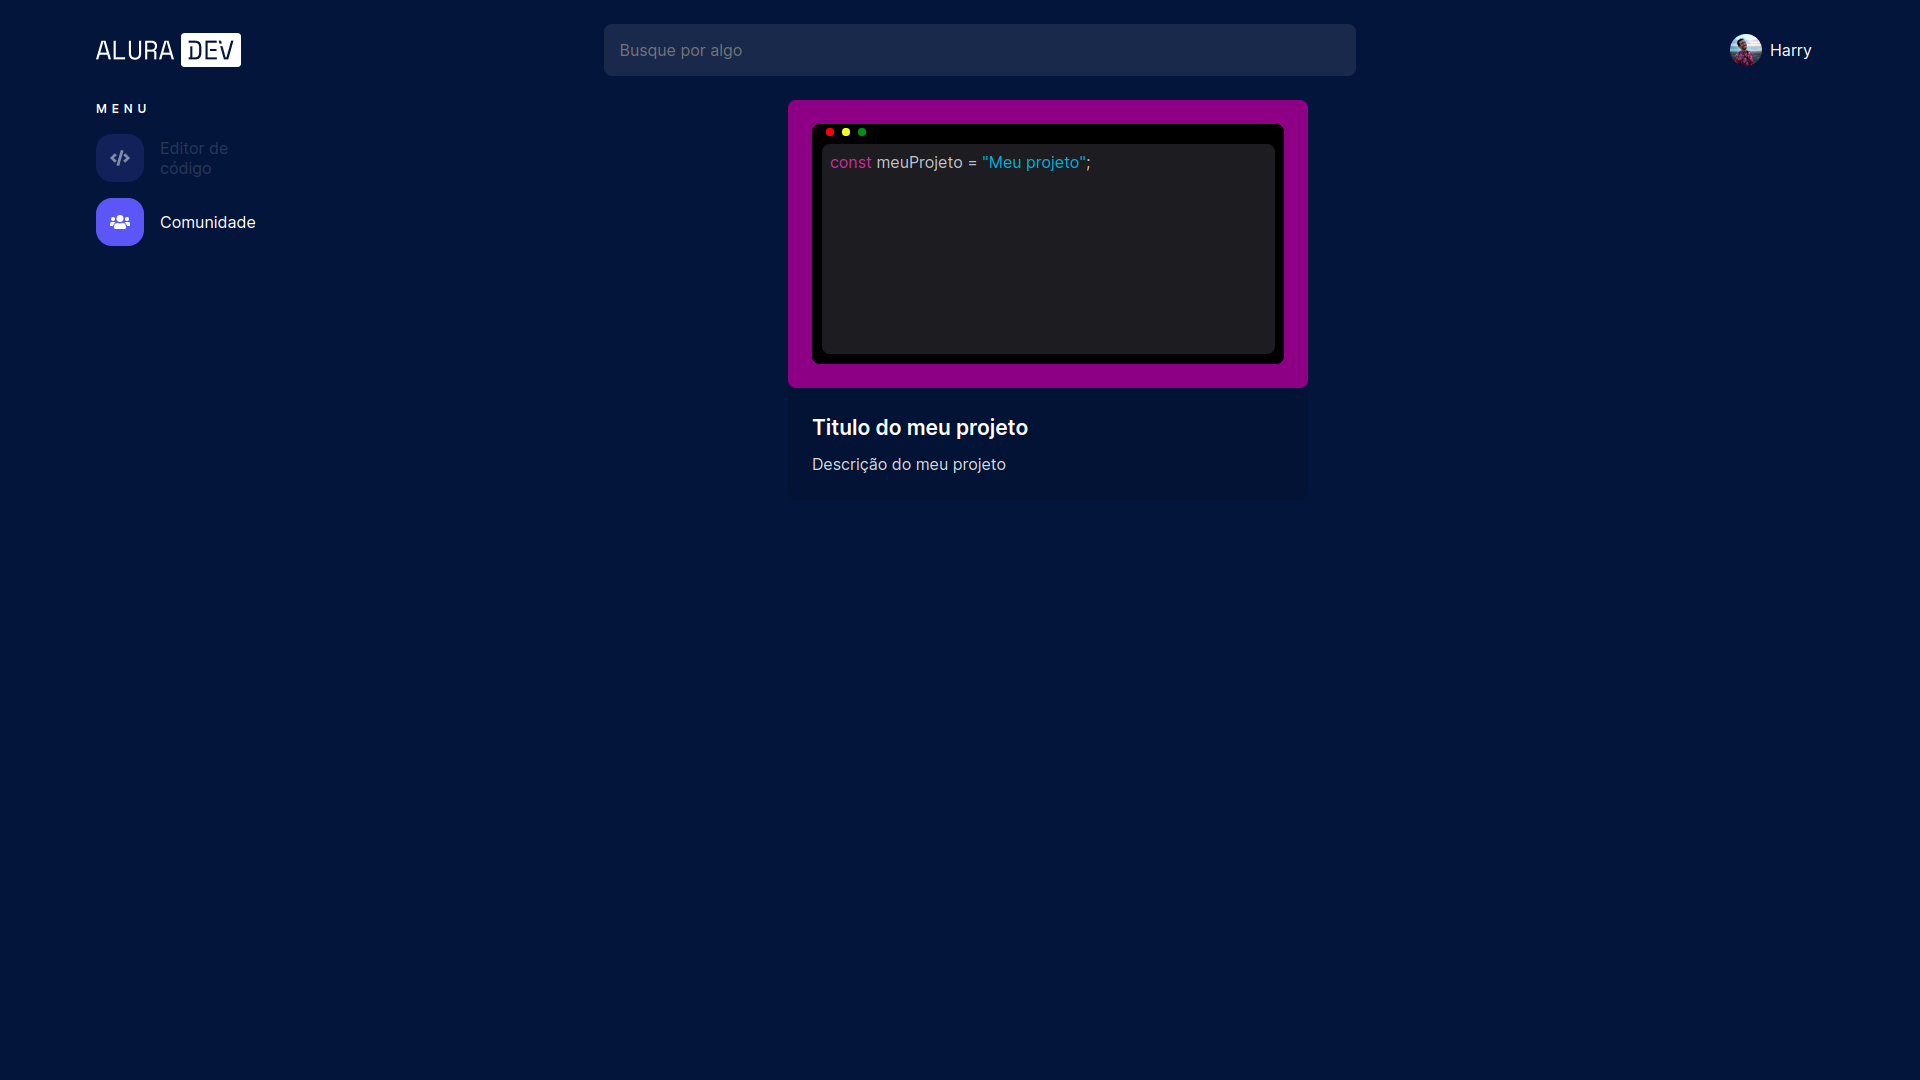 ALURA DEV
Busque por algo
Harry
MENU
Editor de
código
Comunidade
const meuProjeto = "Meu projeto";
Titulo do meu projeto
Descrição do meu projeto